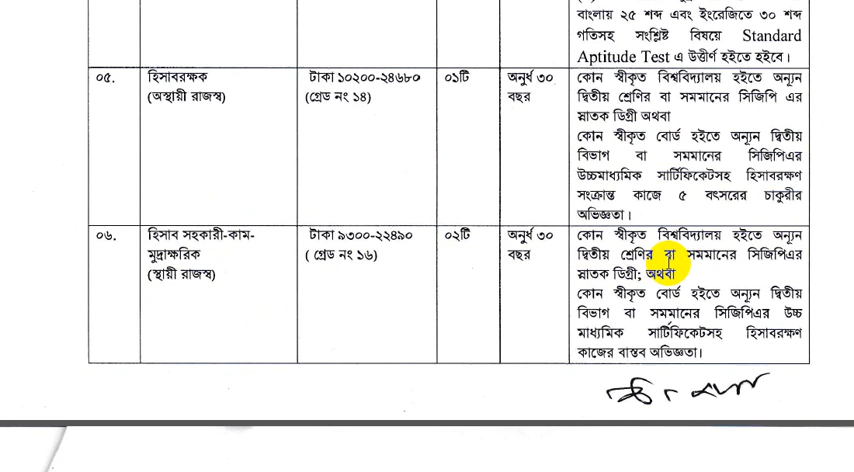 বাংলায় ২৫ শব্দ এবং ইংরেজিতে ৩০ শব্দ
গতিসহ সংশ্লিষ্ট বিষয়ে Standard
Aptitude Test এ উত্তীর্ণ হইতে হইবে।
০৫.
হিসাবরক্ষক
(অস্থায়ী রাজস্ব)
টাকা ১০২০০-২৪৬৮০
(গ্রেড নং ১৪)
০১টি
অনুর্ধ ৩০
বছর
কোন স্বীকৃত বিশ্ববিদ্যালয় হইতে অন্যূন
দ্বিতীয় শ্রেণির বা সমমানের সিজিপি এর
স্নাতক ডিগ্রী অথবা
কোন স্বীকৃত বোর্ড হইতে অন্যূন দ্বিতীয়
বিভাগ বা সমমানের সিজিপিএর
উচ্চমাধ্যমিক সার্টিফিকেটসহ হিসাবরক্ষণ
সংক্রান্ত কাজে ৫ বৎসরের চাকুরীর
অভিজ্ঞতা।
০৬.
হিসাব সহকারী-কাম-
মুদ্রাক্ষরিক
(স্থায়ী রাজস্ব)
টাকা ৯৩০০-২২৪৯০
( গ্রেড নং ১৬)
০২টি
অনুর্ধ ৩০
বছর
কোন স্বীকৃত বিশ্ববিদ্যালয় হইতে অন্যূন
দ্বিতীয় শ্রেণির বা সমমানের সিজিপিএর
স্নাতক ডিগ্রী; অথবা
কোন স্বীকৃত বোর্ড হইতে অন্যূন দ্বিতীয়
বিভাগ বা সমমানের সিজিপিএর উচ্চ
মাধ্যমিক সার্টিফিকেটসহ হিসাবরক্ষণ
কাজের বাস্তব অভিজ্ঞতা।